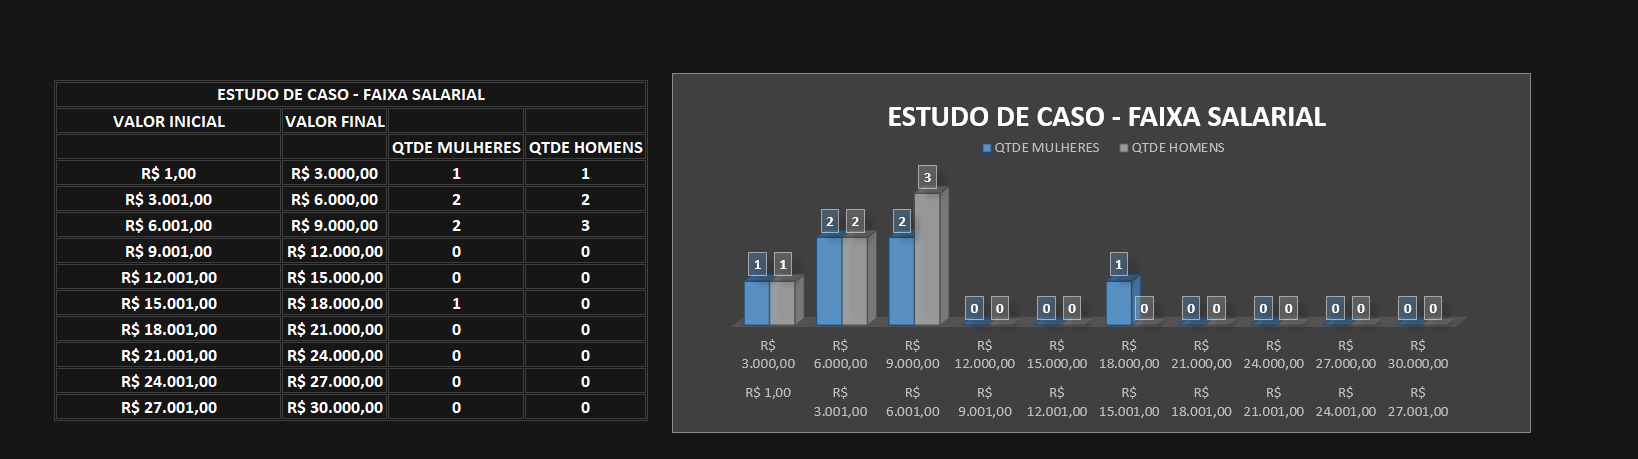 ESTUDO DE CASO - FAIXA SALARIAL
VALOR INICIAL VALOR FINAL
QTDE MULHERES QTDE HOMENS
R$ 1,00 R$ 3.000,00 1 1
R$ 3.001,00 R$ 6.000,00 2 2
R$ 6.001,00 R$ 9.000,00 2 3
R$ 9.001,00 R$ 12.000,00 0 0
R$ 12.001,00 R$ 15.000,00 0 0
R$ 15.001,00 R$ 18.000,00 1 0
R$ 18.001,00 R$ 21.000,00 0 0
R$ 21.001,00 R$ 24.000,00 0 0
R$ 24.001,00 R$ 27.000,00 0 0
R$ 27.001,00 R$ 30.000,00 0 0
ESTUDO DE CASO - FAIXA SALARIAL
QTDE MULHERES QTDE HOMENS
3
2 2 2
1 1 1
0 0 0 0 0 0 0 0 0 0 0 0 0
R$ R$ R$ R$ R$ R$ R$ R$ R$ R$
3.000,00 6.000,00 9.000,00 12.000,00 15.000,00 18.000,00 21.000,00 24.000,00 27.000,00 30.000,00
R$ 1,00 R$ R$ R$ R$ R$ R$ R$ R$ R$
3.001,00 6.001,00 9.001,00 12.001,00 15.001,00 18.001,00 21.001,00 24.001,00 27.001,00